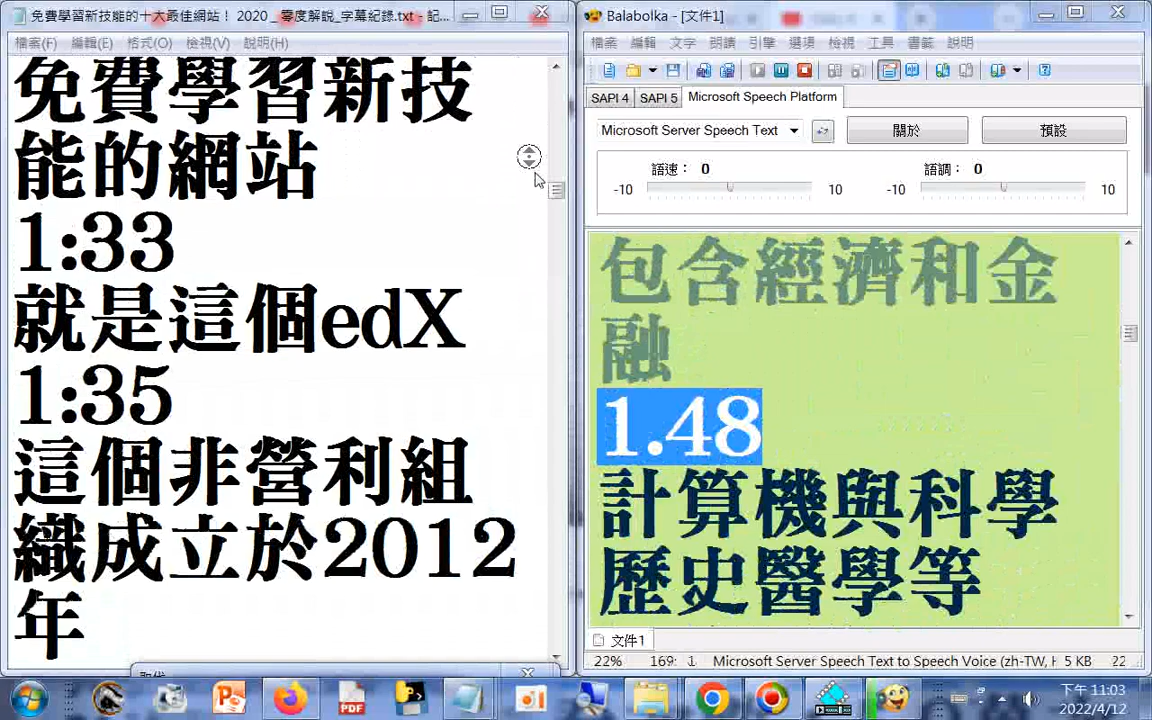 免費學習新技能的十大最佳網站！ 2020 _ 零度解說_字幕紀錄.txt - 記...
檔案(F) 編輯(E) 格式(O) 檢視(V) 說明(H)
免費學習新技
能的網站
1:33
就是這個edX
1:35
這個非營利組
織成立於2012
年
Balabolka - [文件1]
檔案 編輯 文字 朗讀 引擎 選項 檢視 工具 書籤 說明
SAPI 4 SAPI 5 Microsoft Speech Platform
Microsoft Server Speech Text
關於
預設
語速： 0
語調： 0
-10 10 -10 10
包含經濟和金
融
1.48
計算機與科學
歷史醫學等
文件1
22% 169: 1 Microsoft Server Speech Text to Speech Voice (zh-TW, H 5 KB 22
下午 11:03
2022/4/12